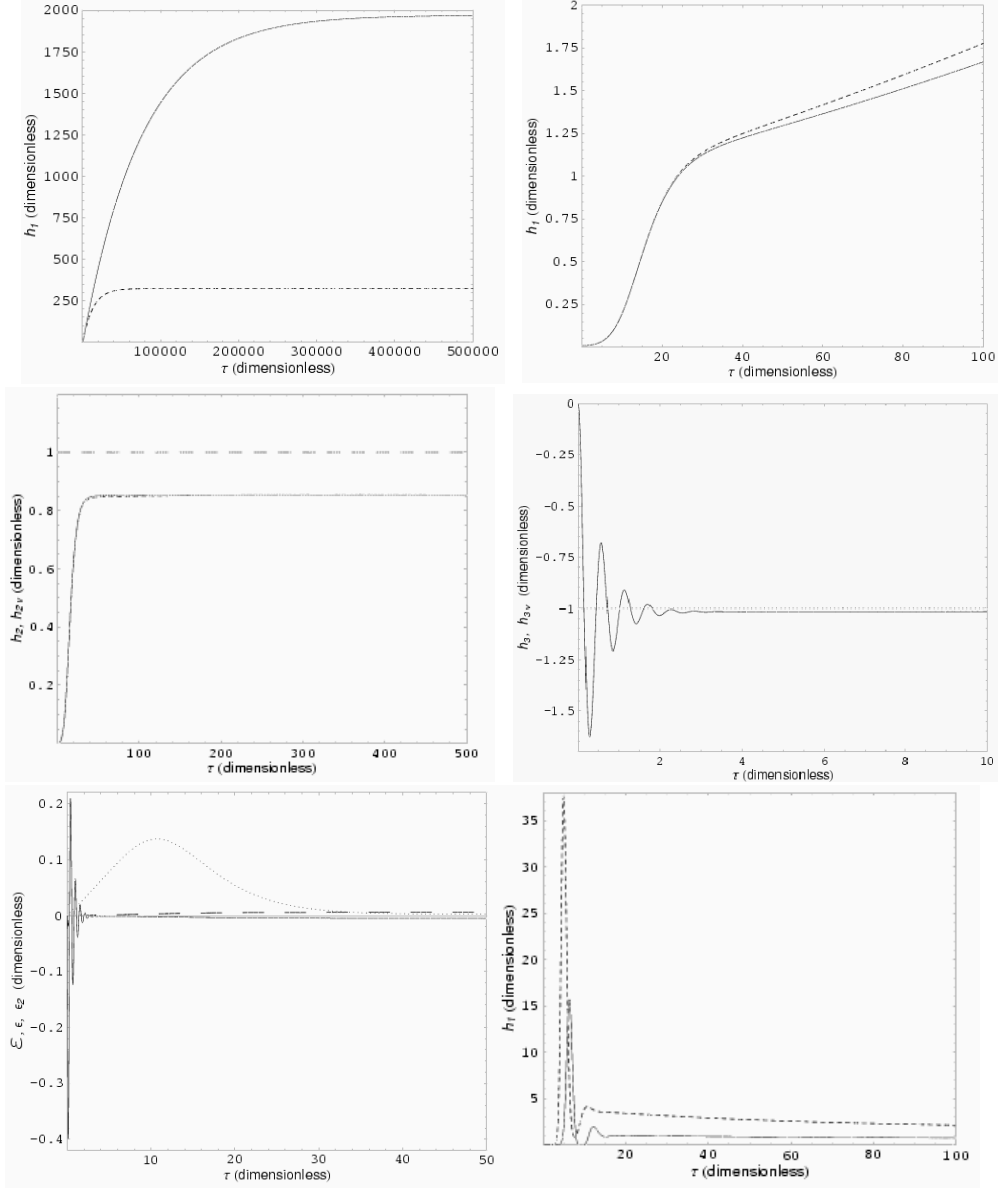 2000
1750
1500
1250
1000
750
500
250
h1 (dimensionless)
100000 200000 300000 400000 500000
τ (dimensionless)
2
1.75
1.5
1.25
1
0.75
0.5
0.25
h1 (dimensionless)
20 40 60 80 100
τ (dimensionless)
1
0.8
0.6
0.4
0.2
h2, h2v (dimensionless)
100 200 300 400 500
τ (dimensionless)
0
-0.25
-0.5
-0.75
-1
-1.25
-1.5
h3, h3v (dimensionless)
2 4 6 8 10
τ (dimensionless)
0.2
0.1
0
-0.1
-0.2
-0.3
-0.4
ℰ, ϵ, ϵ2 (dimensionless)
10 20 30 40 50
τ (dimensionless)
35
30
25
20
15
10
5
h1 (dimensionless)
20 40 60 80 100
τ (dimensionless)